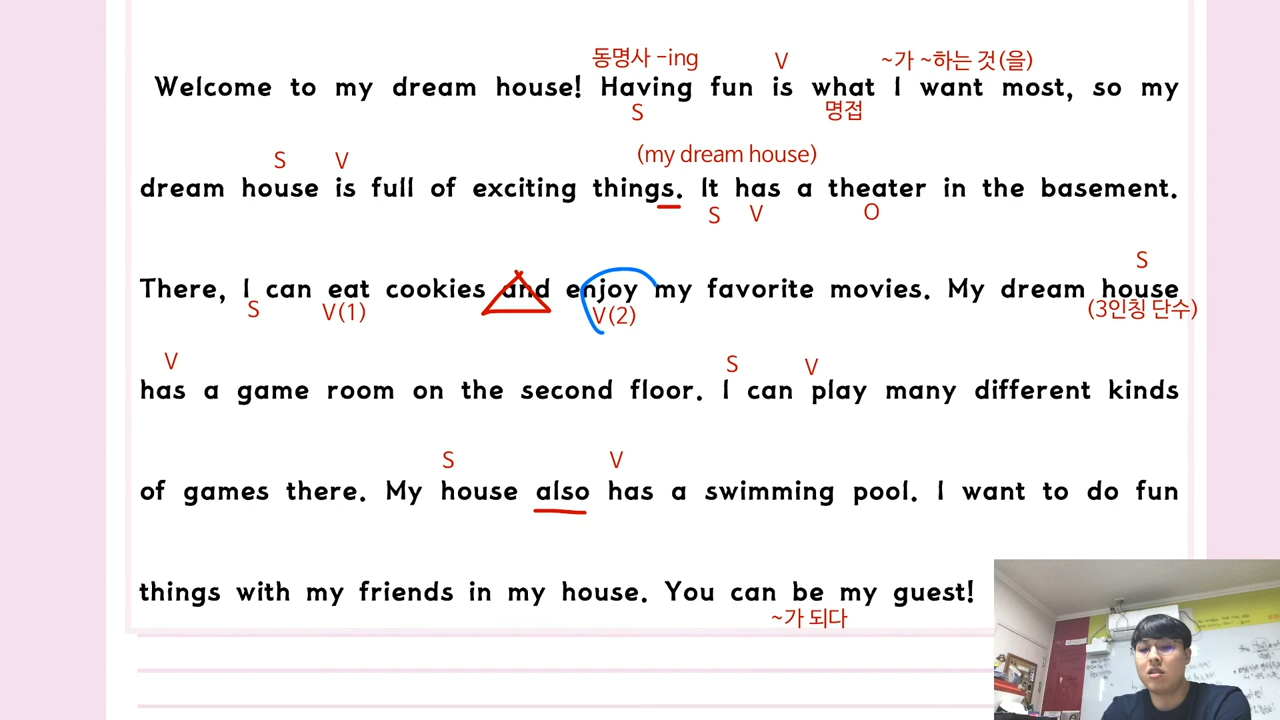 동명사 -ing V ~가 ~하는 것(을)
Welcome to my dream house! Having fun is what I want most, so my
S 명접
S V (my dream house)
dream house is full of exciting things. It has a theater in the basement.
S V O
S
There, I can eat cookies and enjoy my favorite movies. My dream house
S V(1) V(2) (3인칭 단수)
V S V
has a game room on the second floor. I can play many different kinds
S V
of games there. My house also has a swimming pool. I want to do fun
things with my friends in my house. You can be my guest!
~가 되다